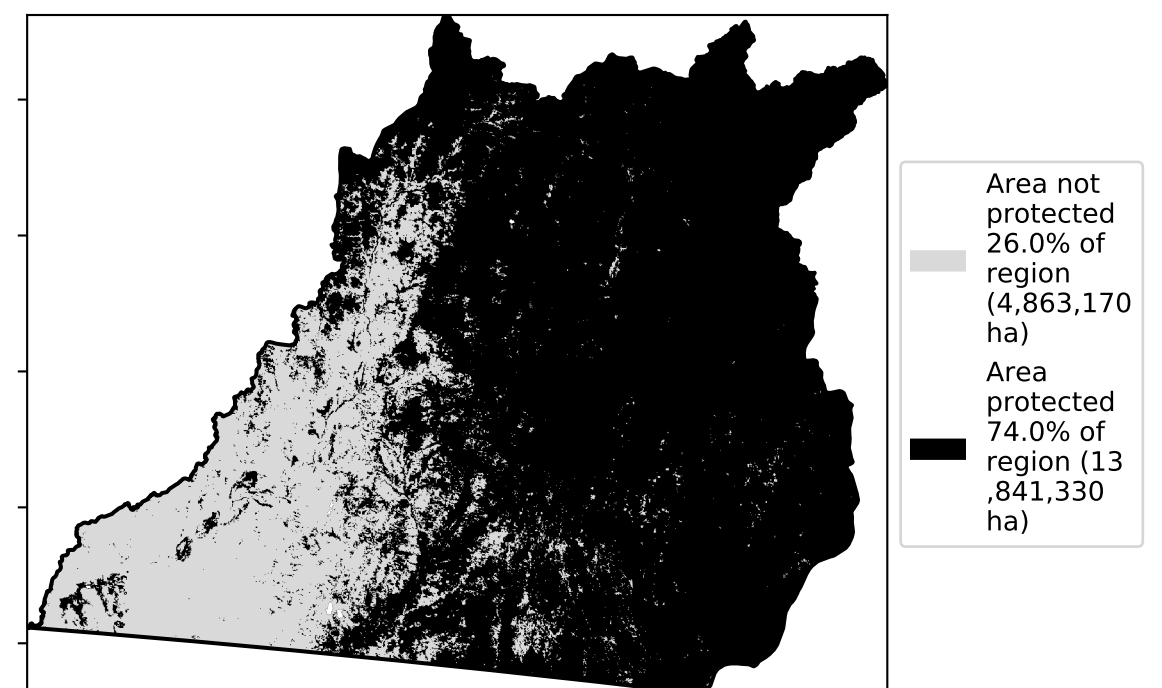 Area not
protected
26.0% of
region
(4,863,170
ha)
Area
protected
74.0% of
region (13
,841,330
ha)